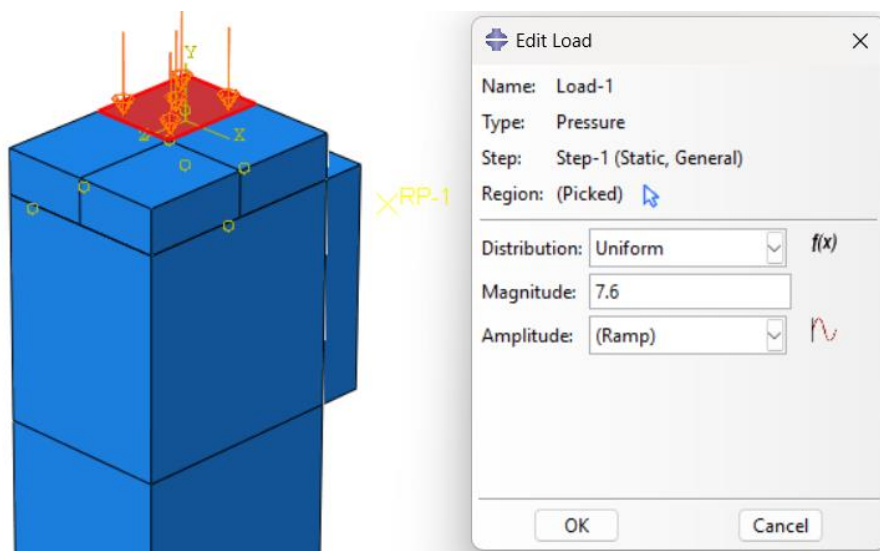 Y
Z
X
RP-1
Edit Load
Name: Load-1
Type: Pressure
Step: Step-1 (Static, General)
Region: (Picked)
Distribution: Uniform f(x)
Magnitude: 7.6
Amplitude: (Ramp)
OK Cancel